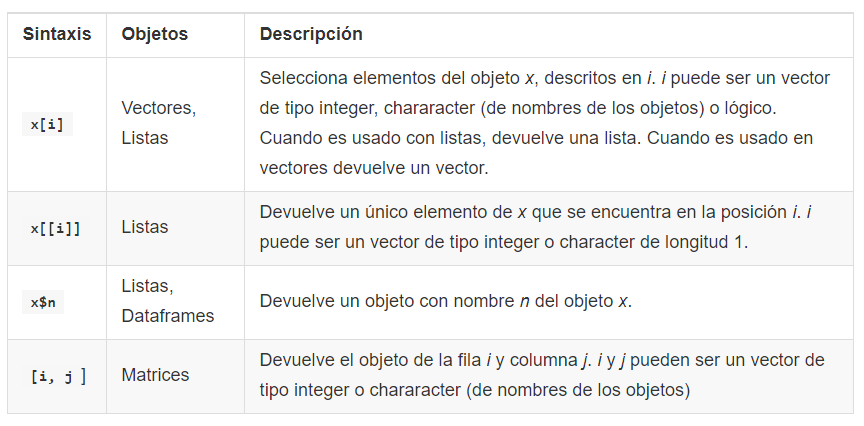 Sintaxis Objetos Descripción
x[i]
Vectores,
Listas
Selecciona elementos del objeto x, descritos en i. i puede ser un vector
de tipo integer, chararacter (de nombres de los objetos) o lógico.
Cuando es usado con listas, devuelve una lista. Cuando es usado en
vectores devuelve un vector.
x[[i]]
Listas
Devuelve un único elemento de x que se encuentra en la posición i. i
puede ser un vector de tipo integer o character de longitud 1.
x$n
Listas,
Dataframes
Devuelve un objeto con nombre n del objeto x.
[i, j ]
Matrices
Devuelve el objeto de la fila i y columna j. i y j pueden ser un vector de
tipo integer o chararacter (de nombres de los objetos)